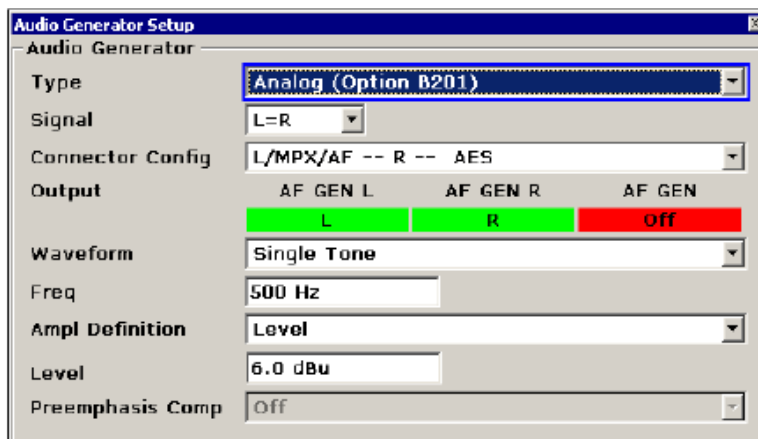 Audio Generator Setup
Audio Generator
Type Analog (Option B201)
Signal L=R
Connector Config L/MPX/AF -- R -- AES
Output AF GEN L AF GEN R AF GEN
L R Off
Waveform Single Tone
Freq 500 Hz
Ampl Definition Level
Level 6.0 dBu
Preemphasis Comp Off